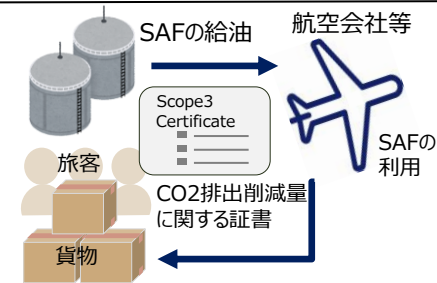 SAFの給油
航空会社等
Scope3
Certificate
SAFの
利用
旅客
CO2排出削減量
に関する証書
貨物